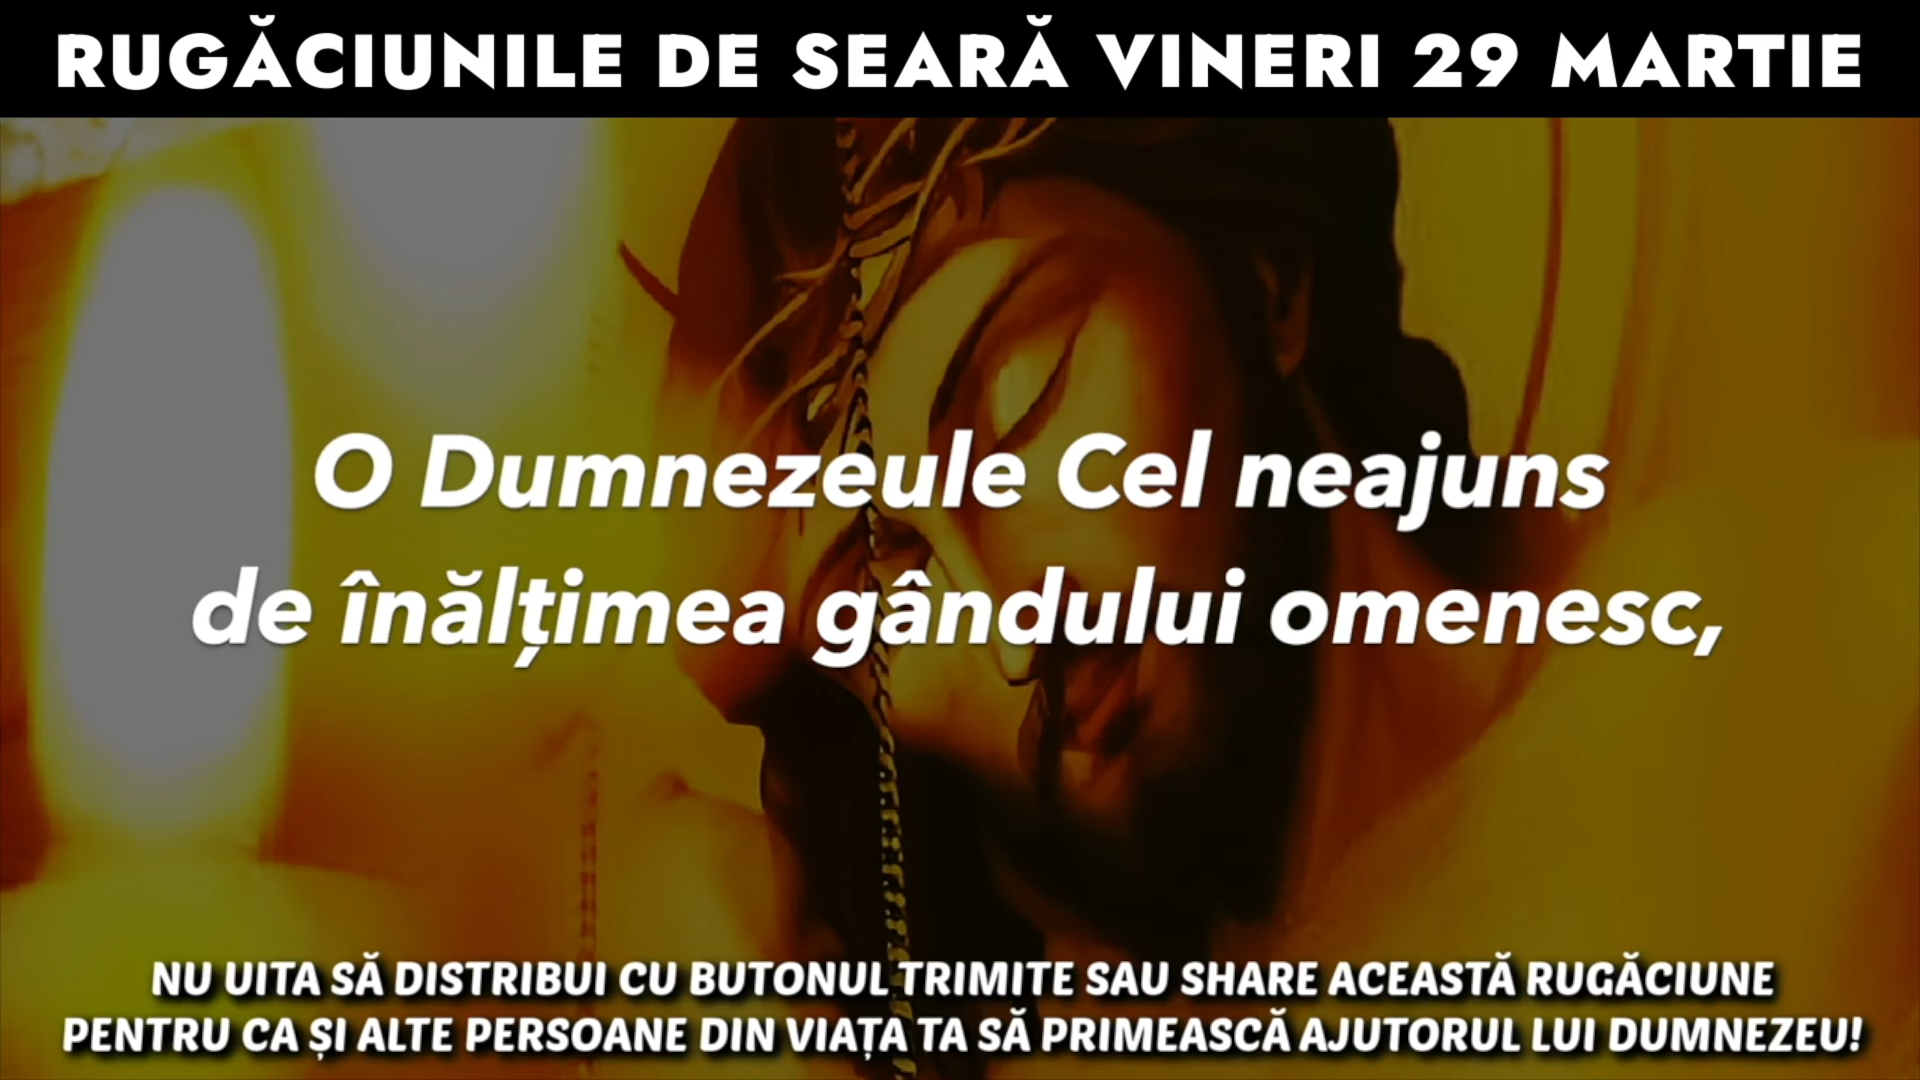 RUGĂCIUNILE DE SEARĂ VINERI 29 MARTIE
O Dumnezeule Cel neajuns
de înălțimea gândului omenesc,
NU UITA SĂ DISTRIBUI CU BUTONUL TRIMITE SAU SHARE ACEASTĂ RUGĂCIUNE
PENTRU CA ȘI ALTE PERSOANE DIN VIAȚA TA SĂ PRIMEASCĂ AJUTORUL LUI DUMNEZEU!